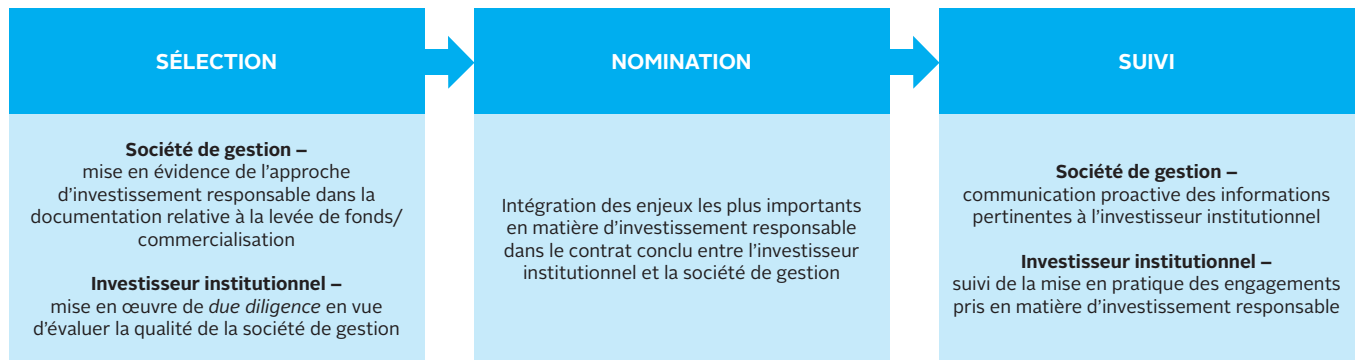 SÉLECTION
Société de gestion –
mise en évidence de l'approche
d'investissement responsable dans la
documentation relative à la levée de fonds/
commercialisation
Investisseur institutionnel –
mise en œuvre de due diligence en vue
d'évaluer la qualité de la société de gestion
NOMINATION
Intégration des enjeux les plus importants
en matière d'investissement responsable
dans le contrat conclu entre l'investisseur
institutionnel et la société de gestion
SUIVI
Société de gestion –
communication proactive des informations
pertinentes à l'investisseur institutionnel
Investisseur institutionnel –
suivi de la mise en pratique des engagements
pris en matière d'investissement responsable